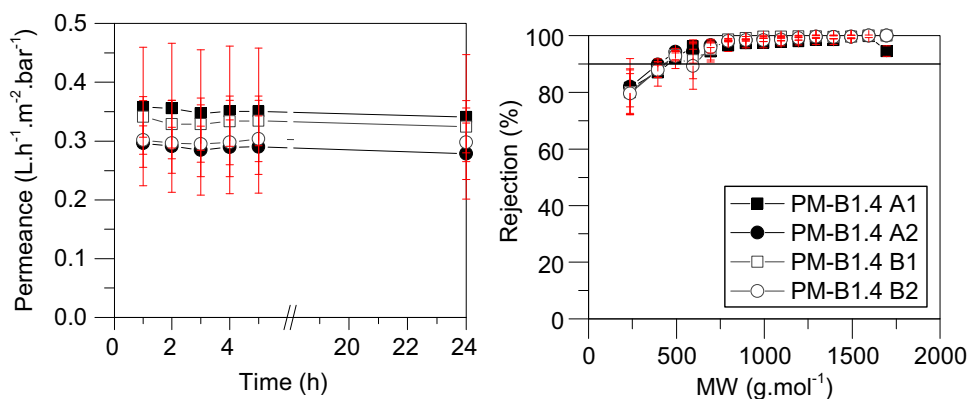 Permeance (L.h⁻¹.m⁻².bar⁻¹)
0.5
0.4
0.3
0.2
0.1
0.0
0 2 4 20 22 24
Time (h)
Rejection (%)
100
80
60
40
20
100
PM-B1.4 A1
PM-B1.4 A2
PM-B1.4 B1
PM-B1.4 B2
0 500 1000 1500 2000
MW (g.mol⁻¹)